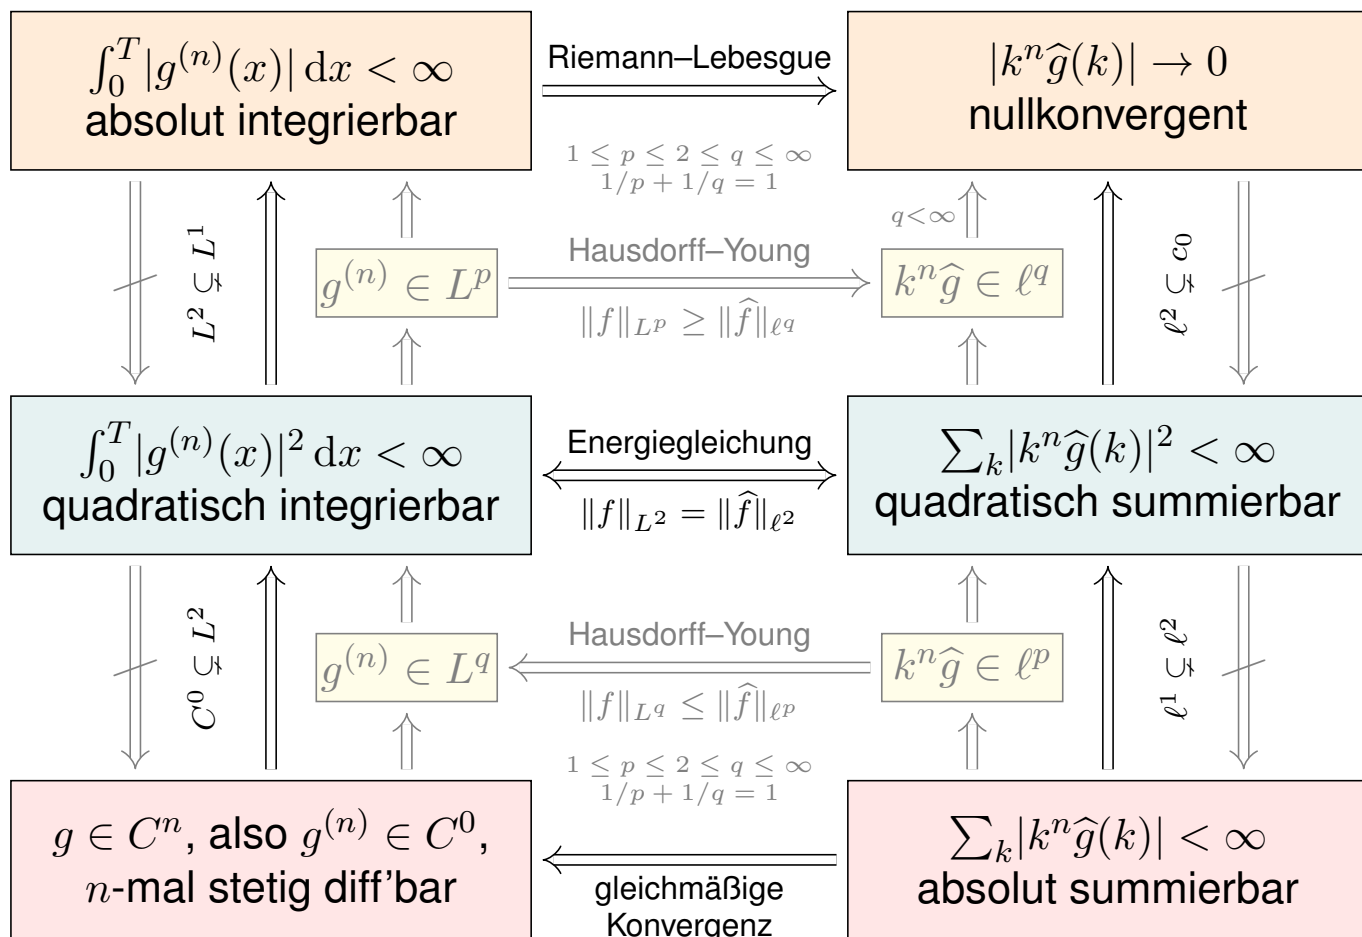 ∫₀ᵀ|g⁽ⁿ⁾(x)| dx < ∞
absolut integrierbar
Riemann–Lebesgue
|kⁿĝ(k)| → 0
nullkonvergent
1 ≤ p ≤ 2 ≤ q ≤ ∞
1/p + 1/q = 1
L² ⊊ L¹
g⁽ⁿ⁾ ∈ Lᵖ
Hausdorff–Young
‖f‖_{Lᵖ} ≥ ‖f̂‖_{ℓ^q}
q<∞
kⁿĝ ∈ ℓ^q
ℓ² ⊊ c₀
∫₀ᵀ|g⁽ⁿ⁾(x)|² dx < ∞
quadratisch integrierbar
Energiegleichung
‖f‖_{L²} = ‖f̂‖_{ℓ²}
∑ₖ|kⁿĝ(k)|² < ∞
quadratisch summierbar
C⁰ ⊊ L²
g⁽ⁿ⁾ ∈ L^q
Hausdorff–Young
‖f‖_{L^q} ≤ ‖f̂‖_{ℓᵖ}
1 ≤ p ≤ 2 ≤ q ≤ ∞
1/p + 1/q = 1
kⁿĝ ∈ ℓᵖ
ℓ¹ ⊊ ℓ²
g ∈ Cⁿ, also g⁽ⁿ⁾ ∈ C⁰,
n-mal stetig diff'bar
gleichmäßige
Konvergenz
∑ₖ|kⁿĝ(k)| < ∞
absolut summierbar